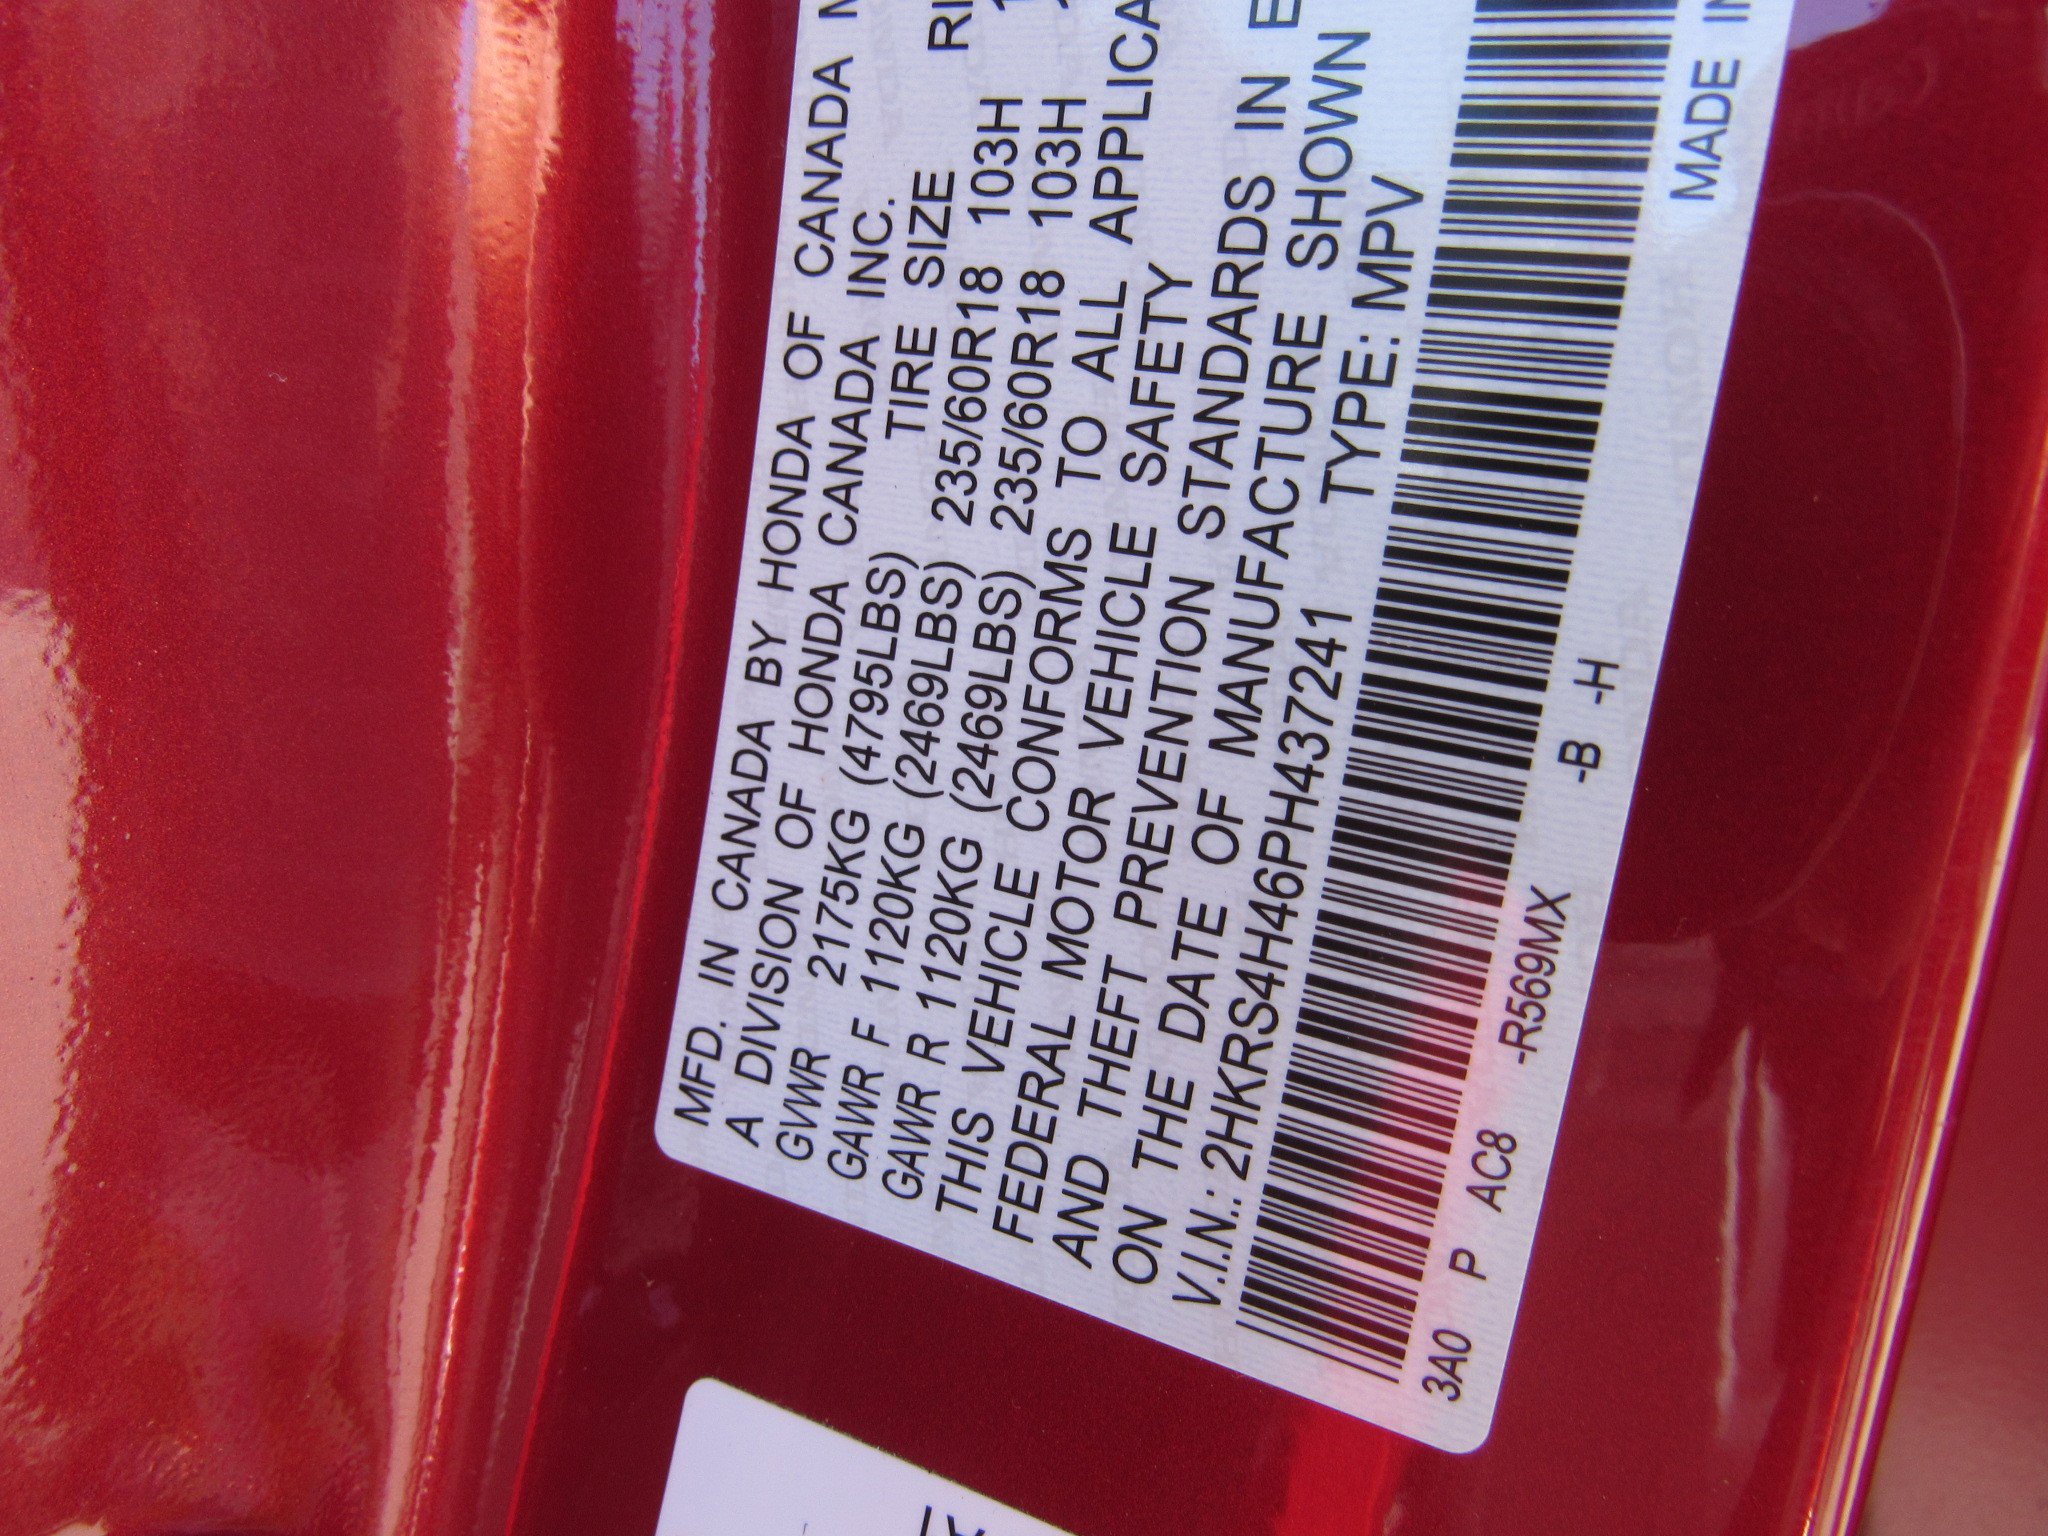 MFD. IN CANADA BY HONDA OF CANADA
A DIVISION OF HONDA CANADA INC.
GVWR 2175KG (4795LBS) TIRE SIZE RI
GAWR F 1120KG (2469LBS) 235/60R18 103H
GAWR R 1120KG (2469LBS) 235/60R18 103H
THIS VEHICLE CONFORMS TO ALL APPLICA
FEDERAL MOTOR VEHICLE SAFETY
AND THEFT PREVENTION STANDARDS IN E
ON THE DATE OF MANUFACTURE SHOWN
V.I.N.: 2HKRS4H46PH437241 TYPE: MPV
3A0 P AC8 -R569MX -B -H MADE IN